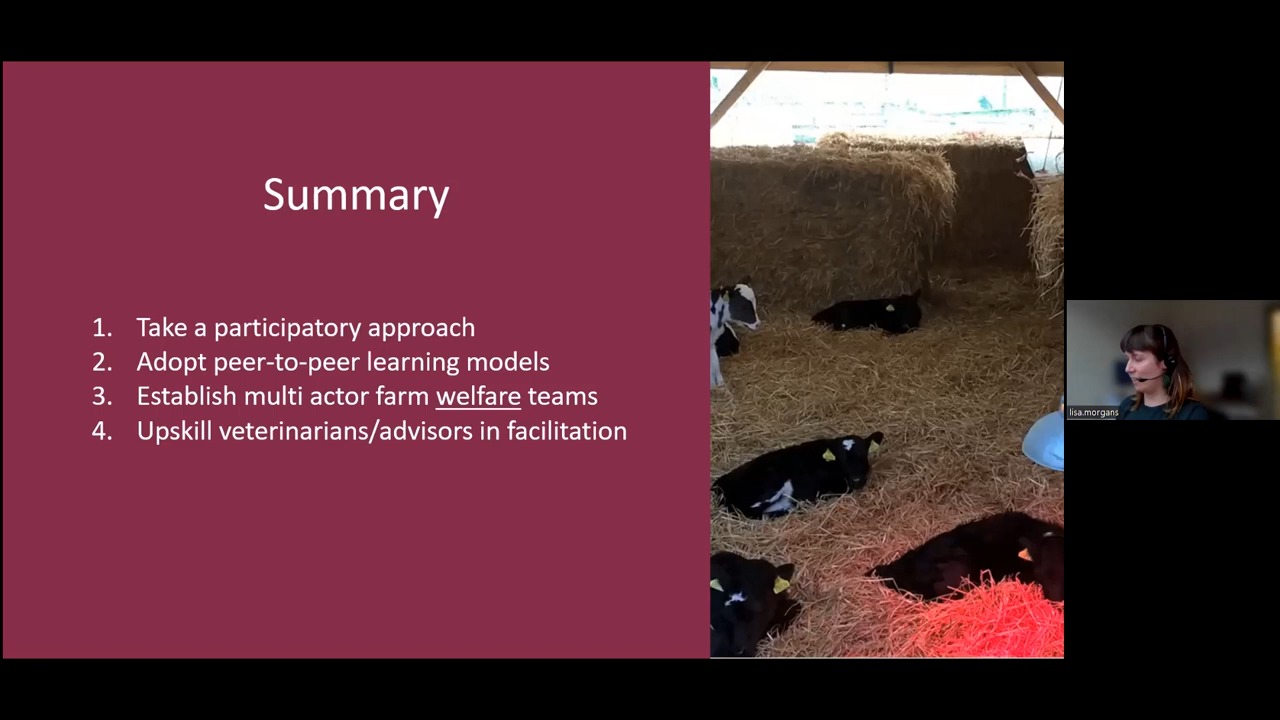 Summary
1. Take a participatory approach
2. Adopt peer-to-peer learning models
3. Establish multi actor farm welfare teams
4. Upskill veterinarians/advisors in facilitation
lisa.morgans